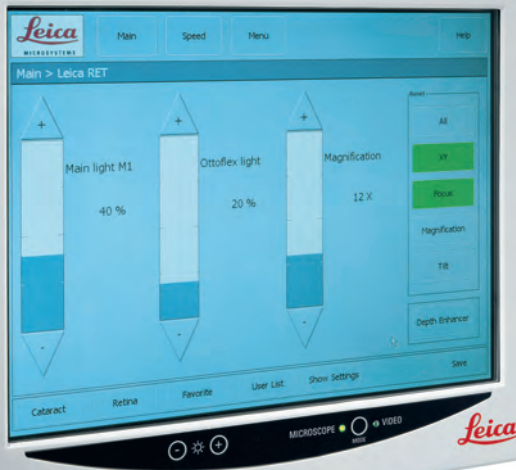 Leica
MICROSYSTEMS
Main
Speed
Menu
Help
Main > Leica RET
+
Main light M1
40 %
-
+
Ottoflex light
20 %
-
+
Magnification
12 X
-
Reset
All
XY
Focus
Magnification
Tilt
Depth Enhancer
Cataract
Retina
Favorite
User List
Show Settings
Save
MICROSCOPE
MODE
VIDEO
Leica